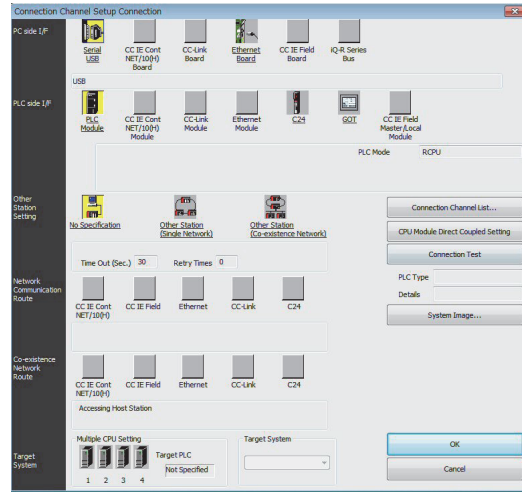 Connection Channel Setup Connection
PC side I/F
Serial
USB
CC IE Cont
NET/10(H)
Board
CC-Link
Board
Ethernet
Board
CC IE Field
Board
iQ-R Series
Bus
USB
PLC side I/F
PLC
Module
CC IE Cont
NET/10(H)
Module
CC-Link
Module
Ethernet
Module
C24
GOT
CC IE Field
Master/Local
Module
PLC Mode RCPU
Other
Station
Setting
No Specification
Other Station
(Single Network)
Other Station
(Co-existence Network)
Time Out (Sec.) 30 Retry Times 0
Connection Channel List...
CPU Module Direct Coupled Setting
Connection Test
PLC Type
Details
System Image...
Network
Communication
Route
CC IE Cont
NET/10(H)
CC IE Field
Ethernet
CC-Link
C24
Co-existence
Network
Route
CC IE Cont
NET/10(H)
CC IE Field
Ethernet
CC-Link
C24
Accessing Host Station
Target
System
Multiple CPU Setting
1 2 3 4
Target PLC
Not Specified
Target System
OK
Cancel